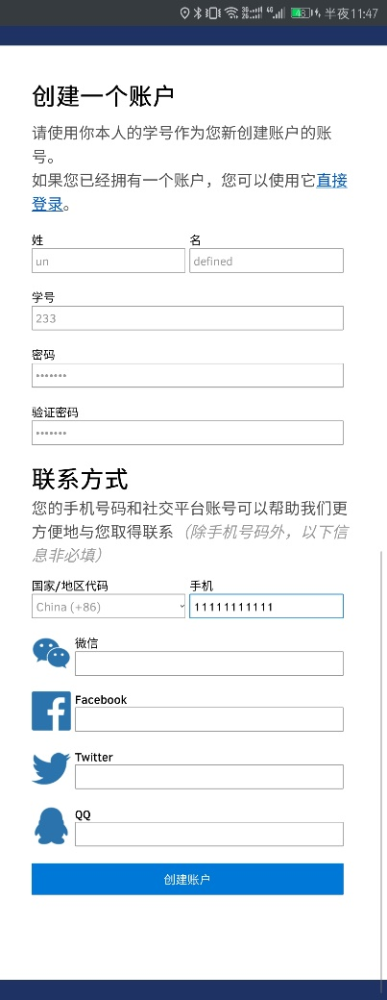 半夜11:47
创建一个账户
请使用你本人的学号作为您新创建账户的账
号。
如果您已经拥有一个账户，您可以使用它直接
登录。
姓 名
un defined
学号
233
密码
•••••••
验证密码
•••••••
联系方式
您的手机号码和社交平台账号可以帮助我们更
方便地与您取得联系（除手机号码外，以下信
息非必填）
国家/地区代码 手机
China (+86) 11111111111
微信
Facebook
Twitter
QQ
创建账户